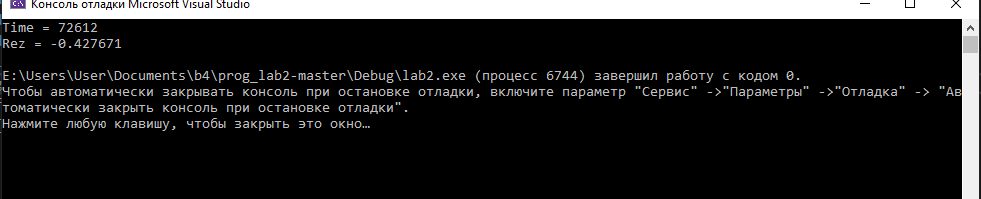 Консоль отладки Microsoft Visual Studio
Time = 72612
Rez = -0.427671
E:\Users\User\Documents\b4\prog_lab2-master\Debug\lab2.exe (процесс 6744) завершил работу с кодом 0.
Чтобы автоматически закрывать консоль при остановке отладки, включите параметр "Сервис" ->"Параметры" ->"Отладка" -> "Ав
томатически закрыть консоль при остановке отладки".
Нажмите любую клавишу, чтобы закрыть это окно…